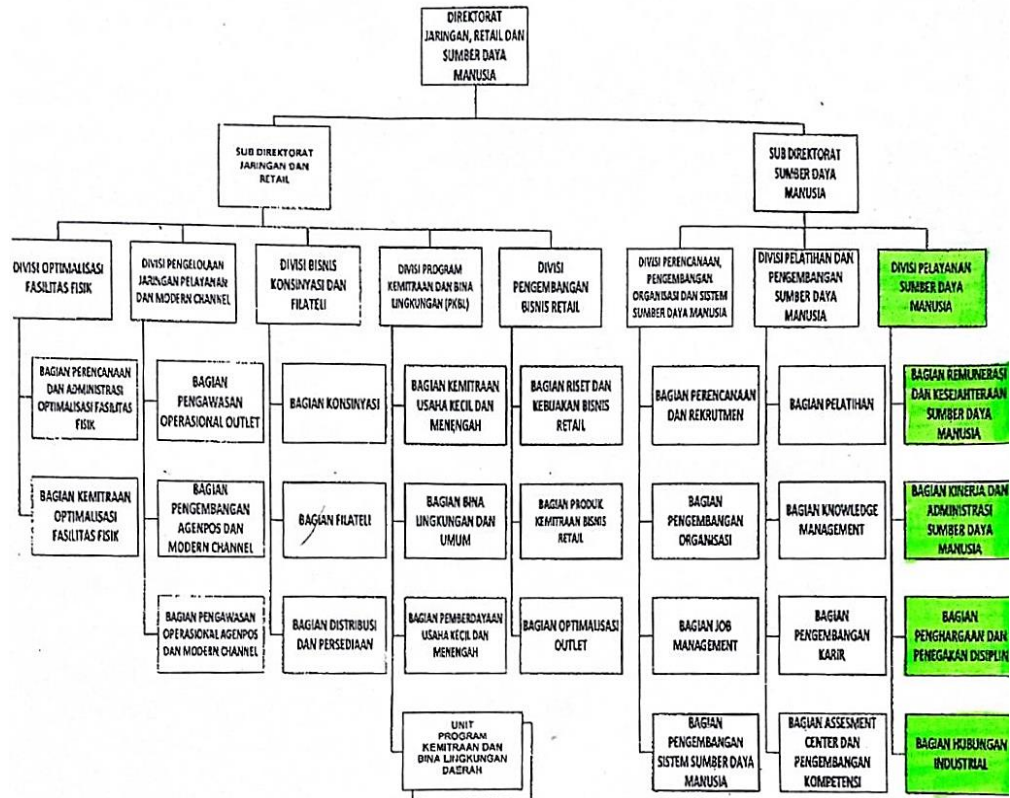 DIREKTORAT
JARINGAN, RETAIL DAN
SUMBER DAYA
MANUSIA
SUB DIREKTORAT
JARINGAN DAN
RETAIL
SUB DIREKTORAT
SUMBER DAYA
MANUSIA
DIVISI OPTIMALISASI
FASILITAS FISIK
DIVISI PENGELOLAAN
JARINGAN PELAYANAN
DAN MODERN CHANNEL
DIVISI BISNIS
KONSINYASI DAN
FILATELI
DIVISI PROGRAM
KEMITRAAN DAN BINA
LINGKUNGAN (PKBL)
DIVISI
PENGEMBANGAN
BISNIS RETAIL
DIVISI PERENCANAAN,
PENGEMBANGAN
ORGANISASI DAN SISTEM
SUMBER DAYA MANUSIA
DIVISI PELATIHAN DAN
PENGEMBANGAN
SUMBER DAYA
MANUSIA
DIVISI PELAYANAN
SUMBER DAYA
MANUSIA
BAGIAN PERENCANAAN
DAN ADMINISTRASI
OPTIMALISASI FASILITAS
FISIK
BAGIAN
PENGAWASAN
OPERASIONAL OUTLET
BAGIAN KONSINYASI
BAGIAN KEMITRAAN
USAHA KECIL DAN
MENENGAH
BAGIAN RISET DAN
KEBIJAKAN BISNIS
RETAIL
BAGIAN PERENCANAAN
DAN REKRUTMEN
BAGIAN PELATIHAN
BAGIAN REMUNERASI
DAN KESEJAHTERAAN
SUMBER DAYA
MANUSIA
BAGIAN KEMITRAAN
OPTIMALISASI
FASILITAS FISIK
BAGIAN
PENGEMBANGAN
AGENPOS DAN
MODERN CHANNEL
BAGIAN FILATELI
BAGIAN BINA
LINGKUNGAN DAN
UMUM
BAGIAN PRODUK
KEMITRAAN BISNIS
RETAIL
BAGIAN
PENGEMBANGAN
ORGANISASI
BAGIAN KNOWLEDGE
MANAGEMENT
BAGIAN KINERJA DAN
ADMINISTRASI
SUMBER DAYA
MANUSIA
BAGIAN PENGAWASAN
OPERASIONAL AGENPOS
DAN MODERN CHANNEL
BAGIAN DISTRIBUSI
DAN PERSEDIAAN
BAGIAN PEMBERDAYAAN
USAHA KECIL DAN
MENENGAH
BAGIAN OPTIMALISASI
OUTLET
BAGIAN JOB
MANAGEMENT
BAGIAN
PENGEMBANGAN
KARIR
BAGIAN
PENGHARGAAN DAN
PENEGAKAN DISIPLIN
UNIT
PROGRAM
KEMITRAAN DAN
BINA LINGKUNGAN
DAERAH
BAGIAN
PENGEMBANGAN
SISTEM SUMBER DAYA
MANUSIA
BAGIAN ASSESMENT
CENTER DAN
PENGEMBANGAN
KOMPETENSI
BAGIAN HUBUNGAN
INDUSTRIAL